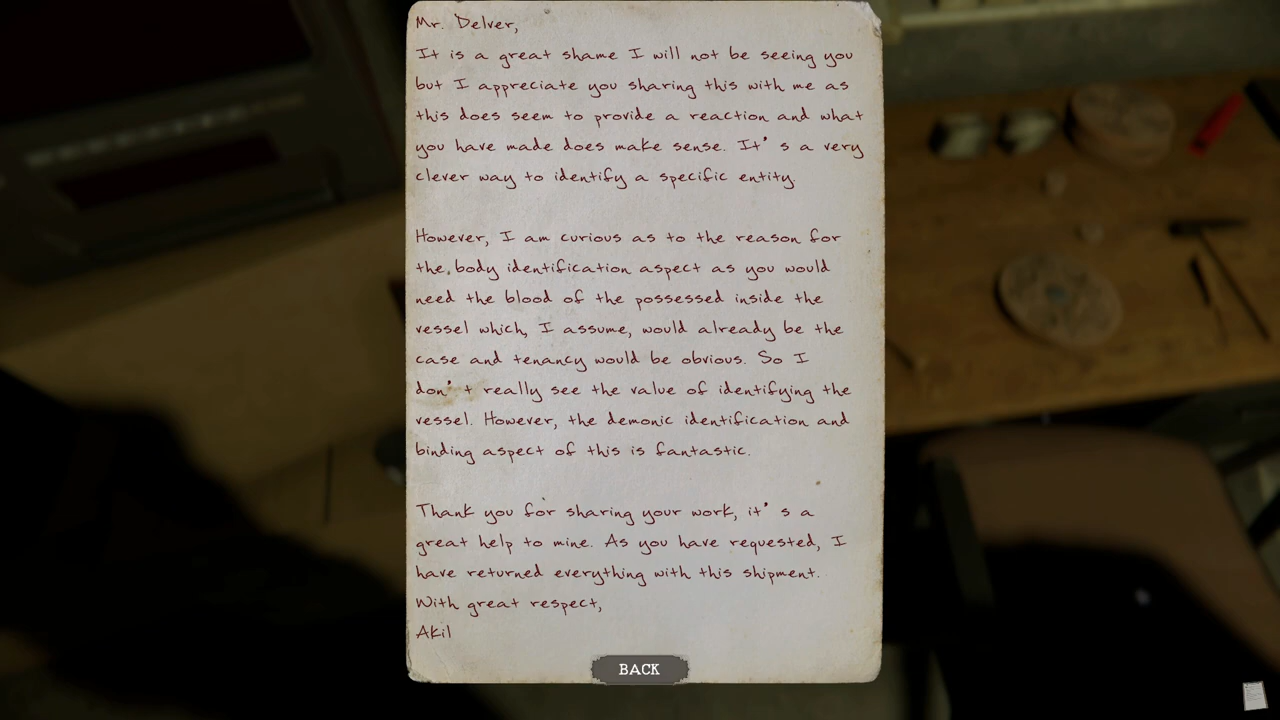 Mr. Delver,
It is a great shame I will not be seeing you
but I appreciate you sharing this with me as
this does seem to provide a reaction and what
you have made does make sense. It's a very
clever way to identify a specific entity.
However, I am curious as to the reason for
the body identification aspect as you would
need the blood of the possessed inside the
vessel which, I assume, would already be the
case and tenancy would be obvious. So I
don't really see the value of identifying the
vessel. However, the demonic identification and
binding aspect of this is fantastic.
Thank you for sharing your work, it's a
great help to mine. As you have requested, I
have returned everything with this shipment.
With great respect,
Akil
BACK